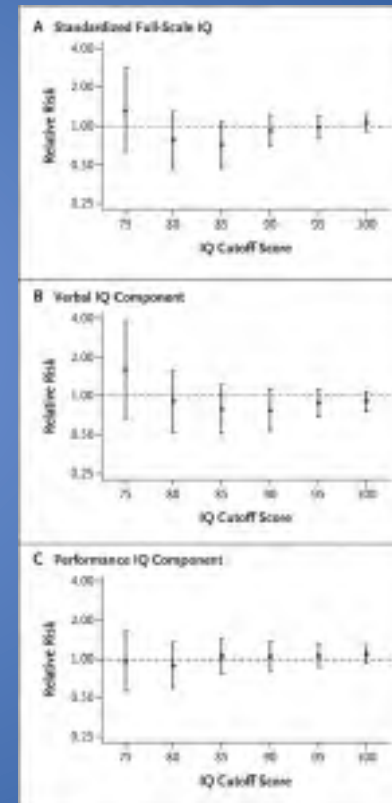 A Standardized Full-Scale IQ
4.00
2.00
1.00
0.50
0.25
Relative Risk
75 80 85 90 95 100
IQ Cutoff Score
B Verbal IQ Component
4.00
2.00
1.00
0.50
0.25
Relative Risk
75 80 85 90 95 100
IQ Cutoff Score
C Performance IQ Component
4.00
2.00
1.00
0.50
0.25
Relative Risk
75 80 85 90 95 100
IQ Cutoff Score